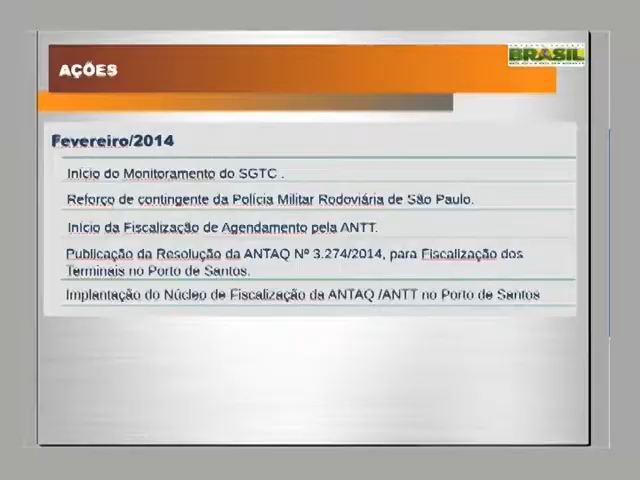 AÇÕES
BRASIL
Fevereiro/2014
Início do Monitoramento do SGTC .
Reforço de contingente da Polícia Militar Rodoviária de São Paulo.
Início da Fiscalização de Agendamento pela ANTT.
Publicação da Resolução da ANTAQ Nº 3.274/2014, para Fiscalização dos
Terminais no Porto de Santos.
Implantação do Núcleo de Fiscalização da ANTAQ /ANTT no Porto de Santos